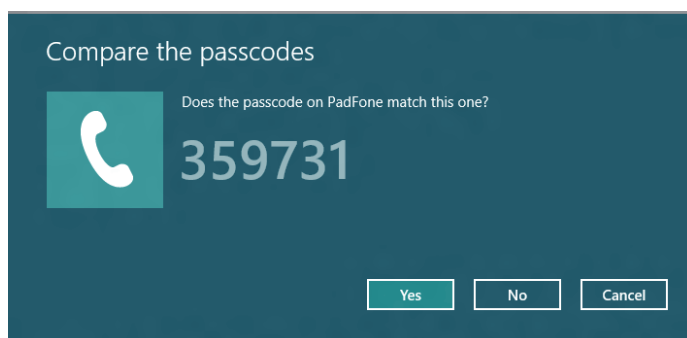 Compare the passcodes
Does the passcode on PadFone match this one?
359731
Yes No Cancel